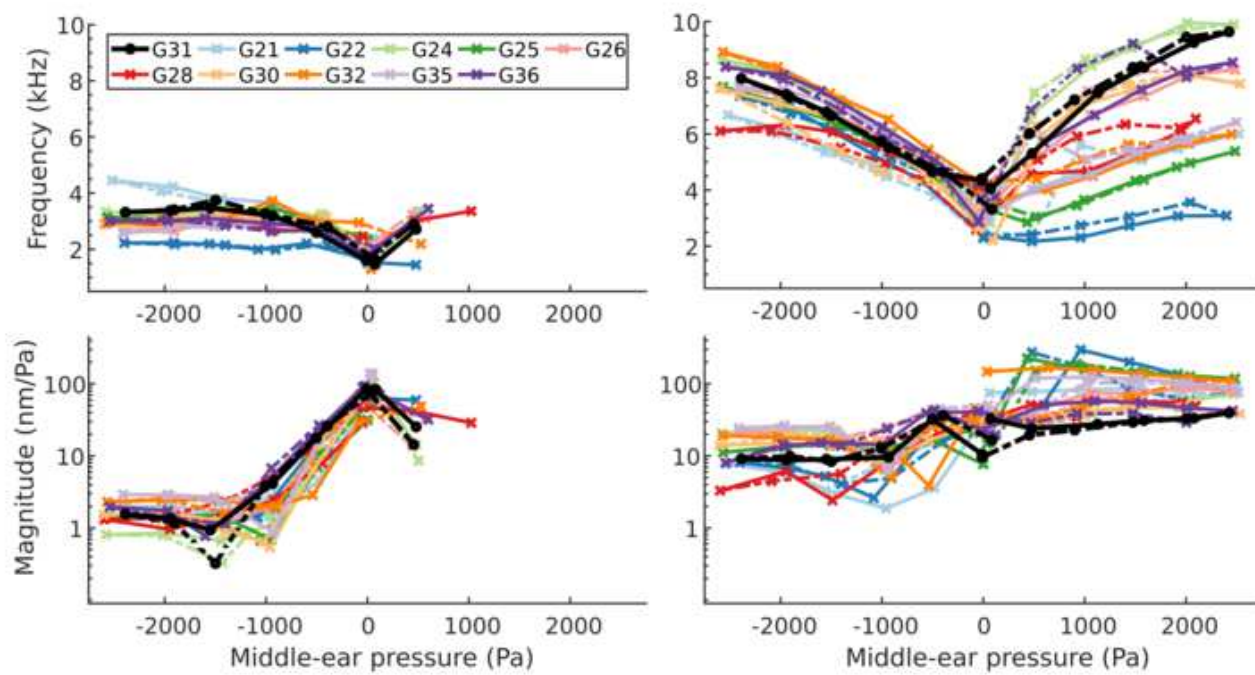 Frequency (kHz)
10
8
6
4
2
G31 G21 G22 G24 G25 G26
G28 G30 G32 G35 G36
-2000 -1000 0 1000 2000
10
8
6
4
2
-2000 -1000 0 1000 2000
Magnitude (nm/Pa)
100
10
1
-2000 -1000 0 1000 2000
Middle-ear pressure (Pa)
100
10
1
-2000 -1000 0 1000 2000
Middle-ear pressure (Pa)